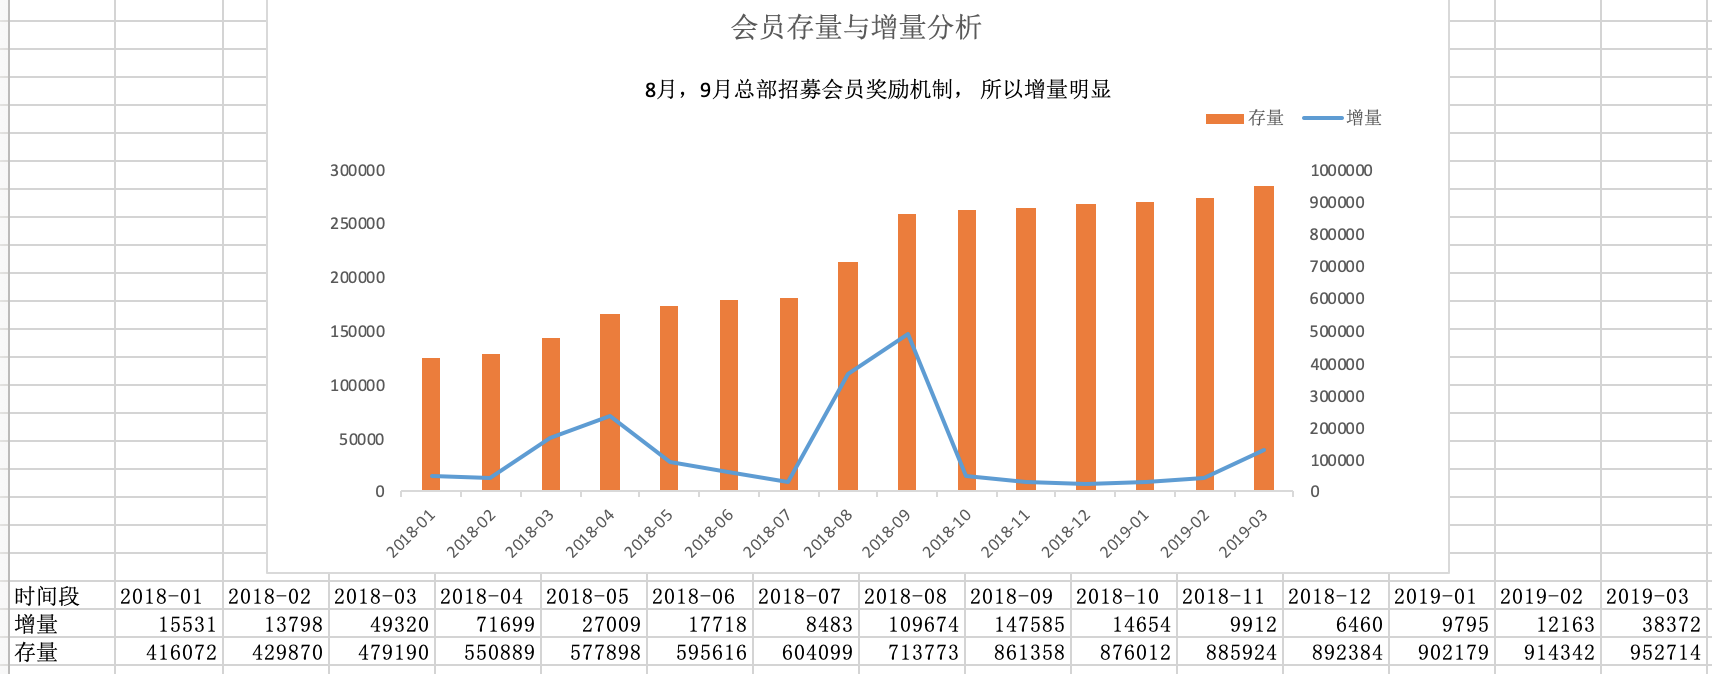 会员存量与增量分析
8月，9月总部招募会员奖励机制， 所以增量明显
存量 增量
300000 1000000
250000 900000
200000 800000
150000 700000
100000 600000
50000 500000
0 400000
300000
200000
100000
0
2018-01 2018-02 2018-03 2018-04 2018-05 2018-06 2018-07 2018-08 2018-09 2018-10 2018-11 2018-12 2019-01 2019-02 2019-03
时间段 2018-01 2018-02 2018-03 2018-04 2018-05 2018-06 2018-07 2018-08 2018-09 2018-10 2018-11 2018-12 2019-01 2019-02 2019-03
增量 15531 13798 49320 71699 27009 17718 8483 109674 147585 14654 9912 6460 9795 12163 38372
存量 416072 429870 479190 550889 577898 595616 604099 713773 861358 876012 885924 892384 902179 914342 952714